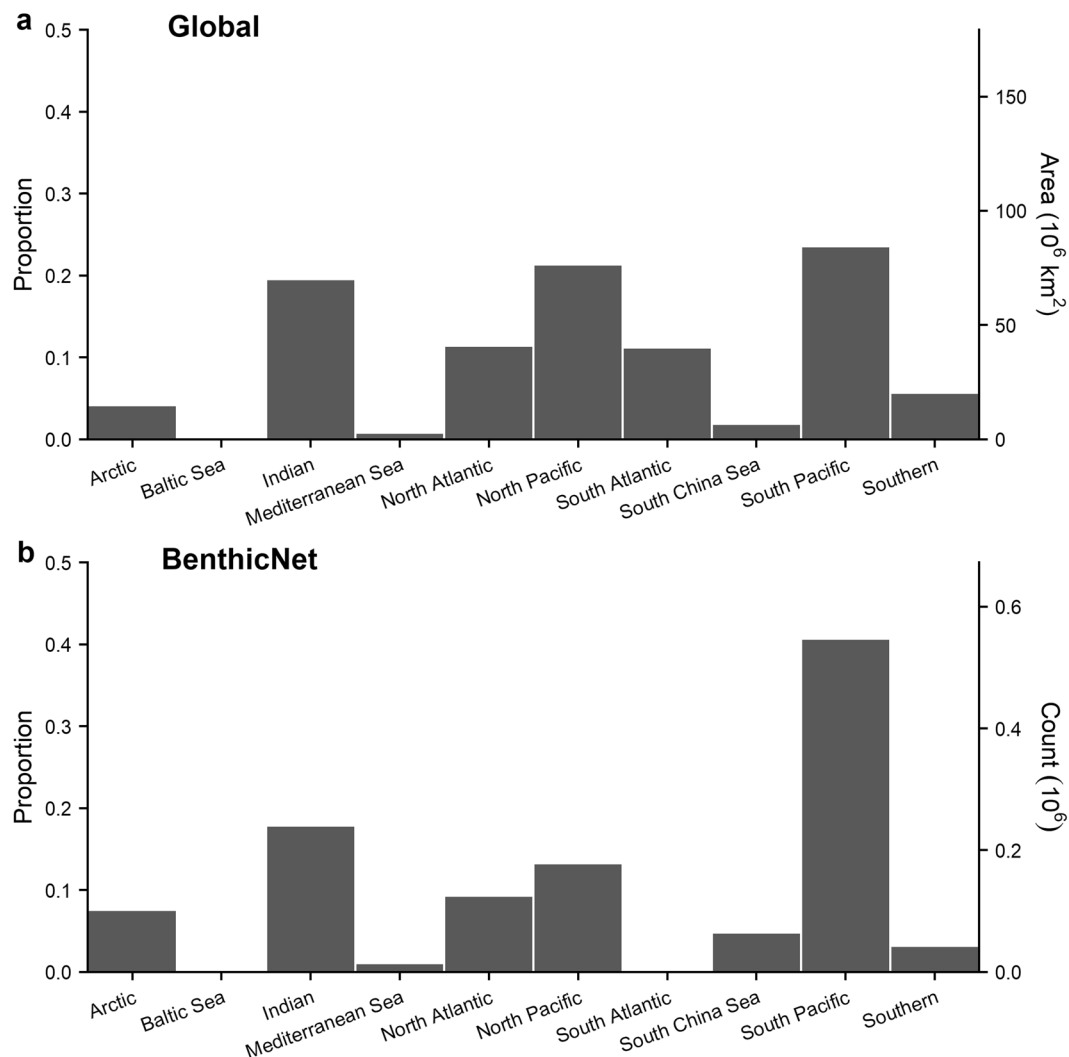 a Global
0.5
0.4
0.3
0.2
0.1
0.0
Proportion
150
100
50
0
Area (10⁶ km²)
Arctic
Baltic Sea
Indian
Mediterranean Sea
North Atlantic
North Pacific
South Atlantic
South China Sea
South Pacific
Southern
b BenthicNet
0.5
0.4
0.3
0.2
0.1
0.0
Proportion
0.6
0.4
0.2
0.0
Count (10⁶)
Arctic
Baltic Sea
Indian
Mediterranean Sea
North Atlantic
North Pacific
South Atlantic
South China Sea
South Pacific
Southern